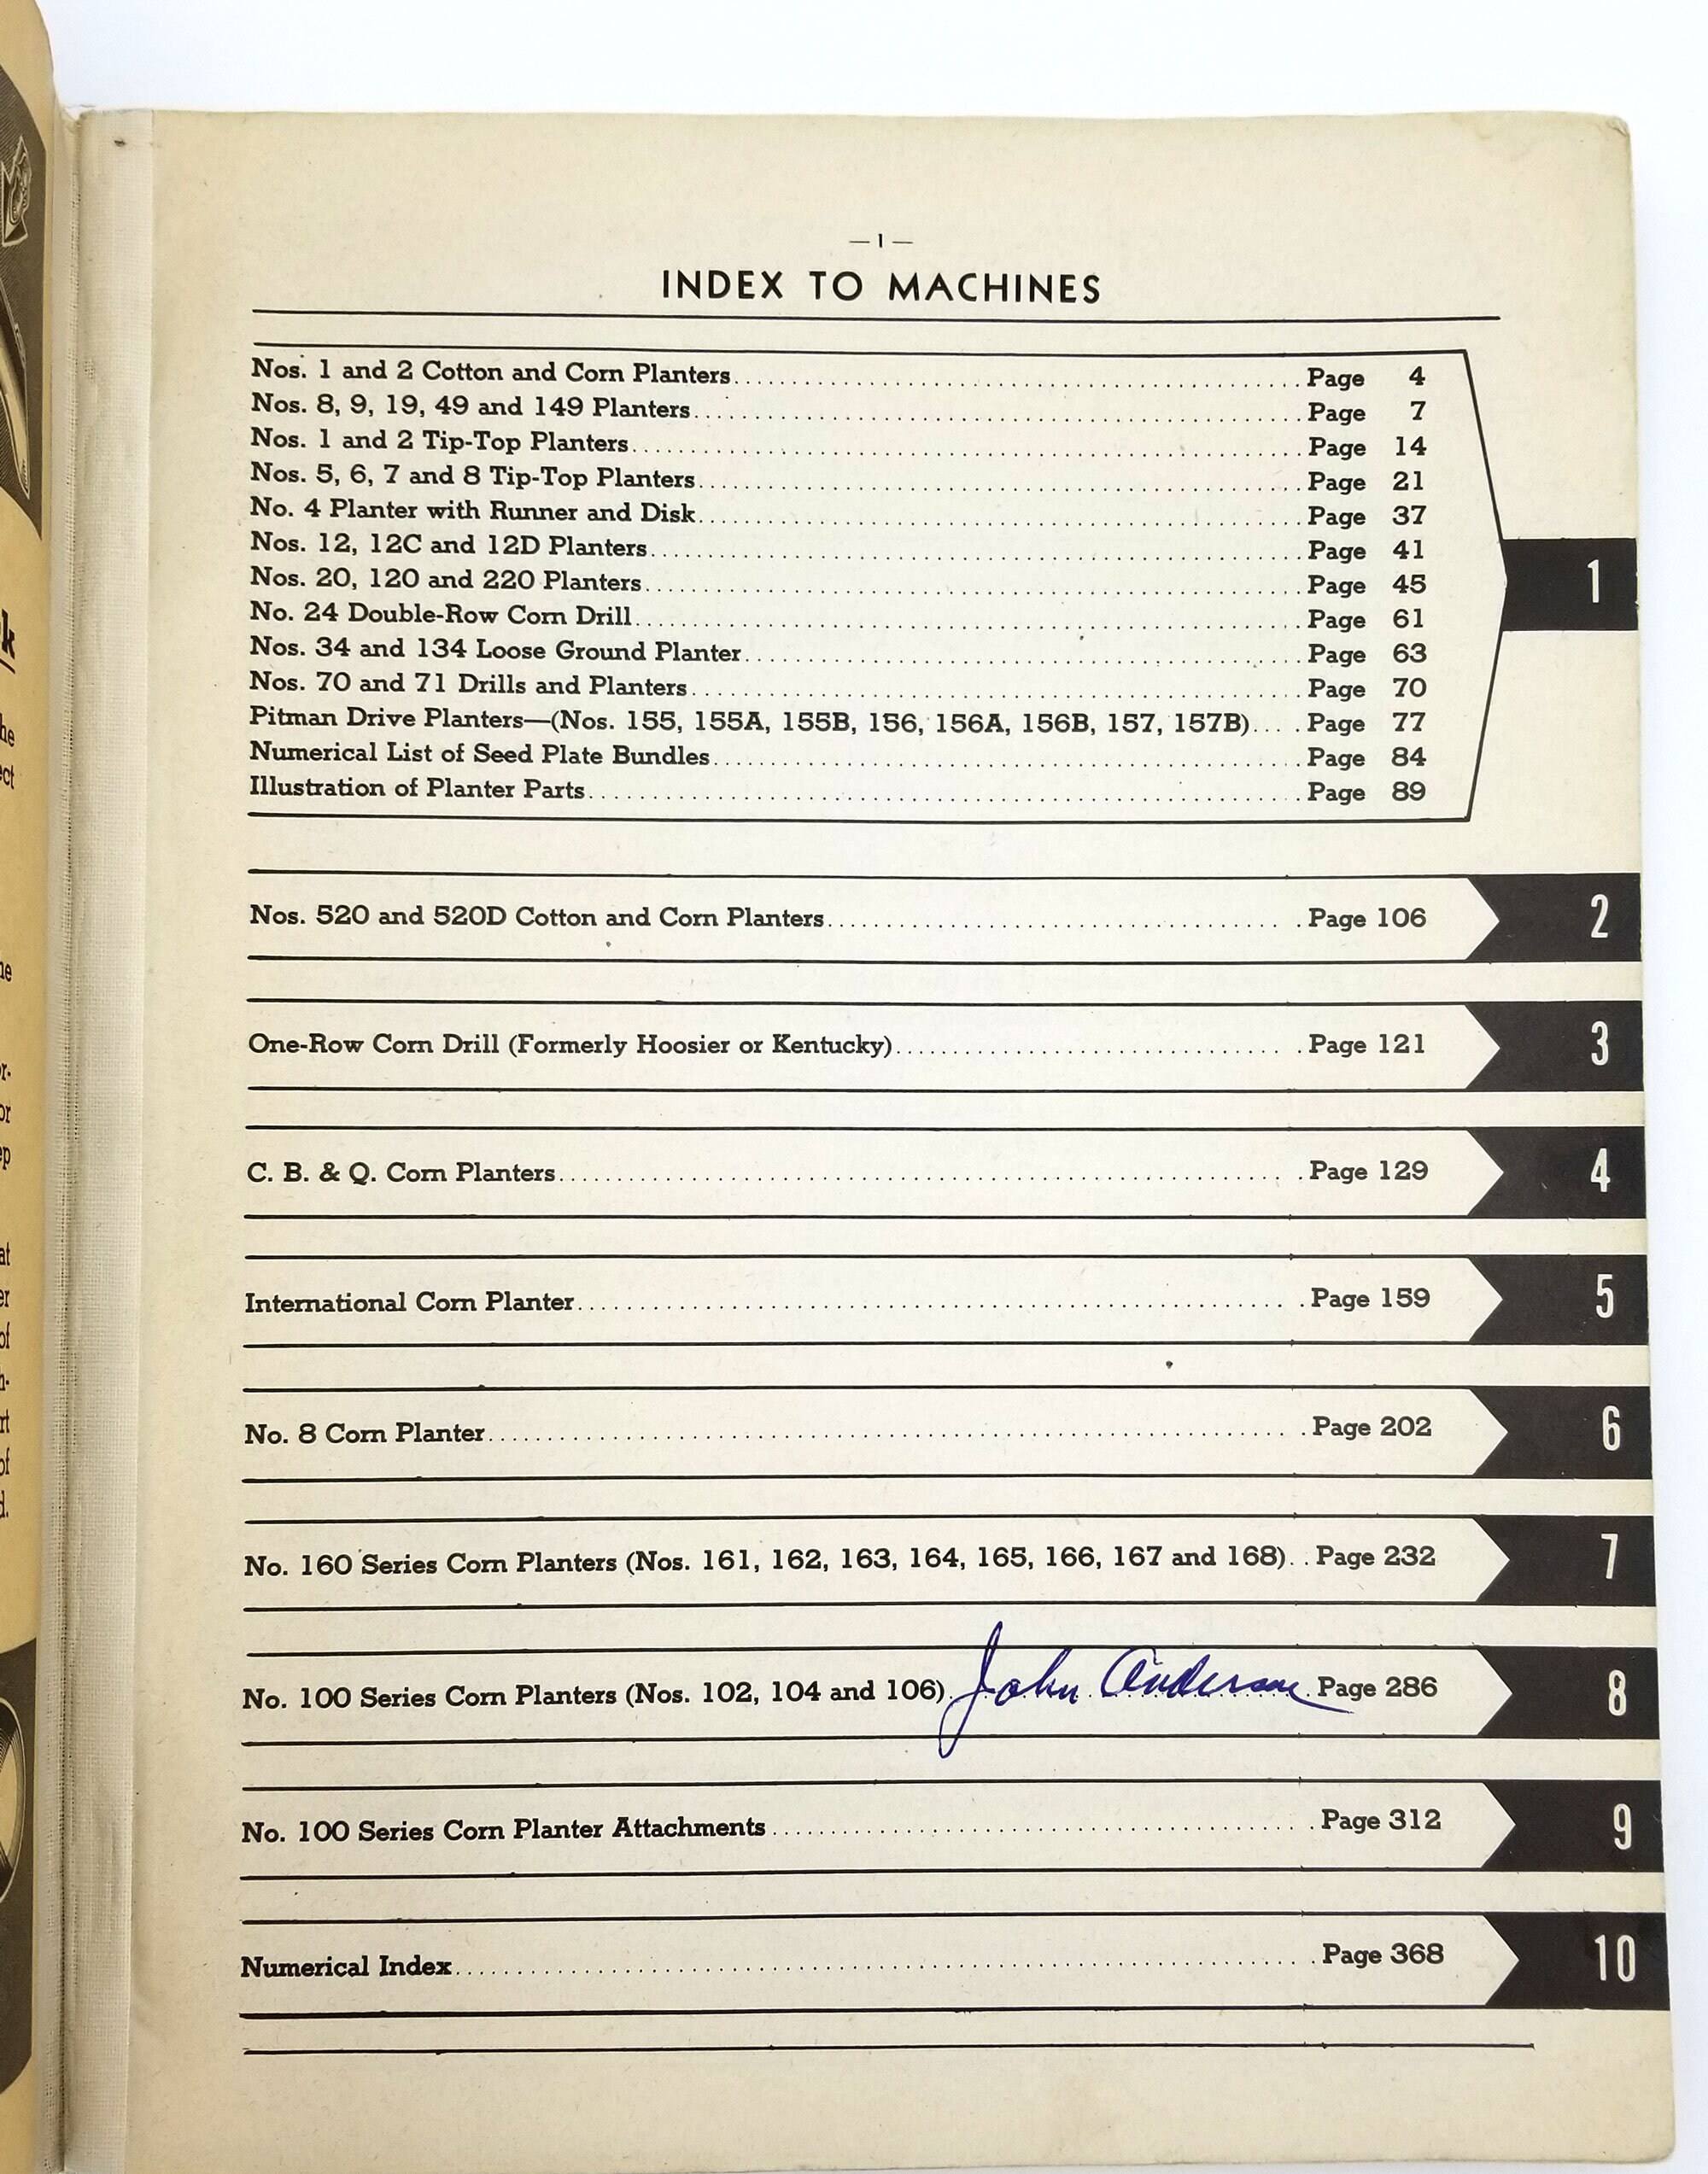 — 1 —
INDEX TO MACHINES
Nos. 1 and 2 Cotton and Corn Planters Page 4
Nos. 8, 9, 19, 49 and 149 Planters Page 7
Nos. 1 and 2 Tip-Top Planters Page 14
Nos. 5, 6, 7 and 8 Tip-Top Planters Page 21
No. 4 Planter with Runner and Disk Page 37
Nos. 12, 12C and 12D Planters Page 41
Nos. 20, 120 and 220 Planters Page 45
No. 24 Double-Row Corn Drill Page 61
Nos. 34 and 134 Loose Ground Planter Page 63
Nos. 70 and 71 Drills and Planters Page 70
Pitman Drive Planters—(Nos. 155, 155A, 155B, 156, 156A, 156B, 157, 157B) Page 77
Numerical List of Seed Plate Bundles Page 84
Illustration of Planter Parts Page 89
1
Nos. 520 and 520D Cotton and Corn Planters Page 106 2
One-Row Corn Drill (Formerly Hoosier or Kentucky) Page 121 3
C. B. & Q. Corn Planters Page 129 4
International Corn Planter Page 159 5
No. 8 Corn Planter Page 202 6
No. 160 Series Corn Planters (Nos. 161, 162, 163, 164, 165, 166, 167 and 168) Page 232 7
No. 100 Series Corn Planters (Nos. 102, 104 and 106) John Anderson Page 286 8
No. 100 Series Corn Planter Attachments Page 312 9
Numerical Index Page 368 10